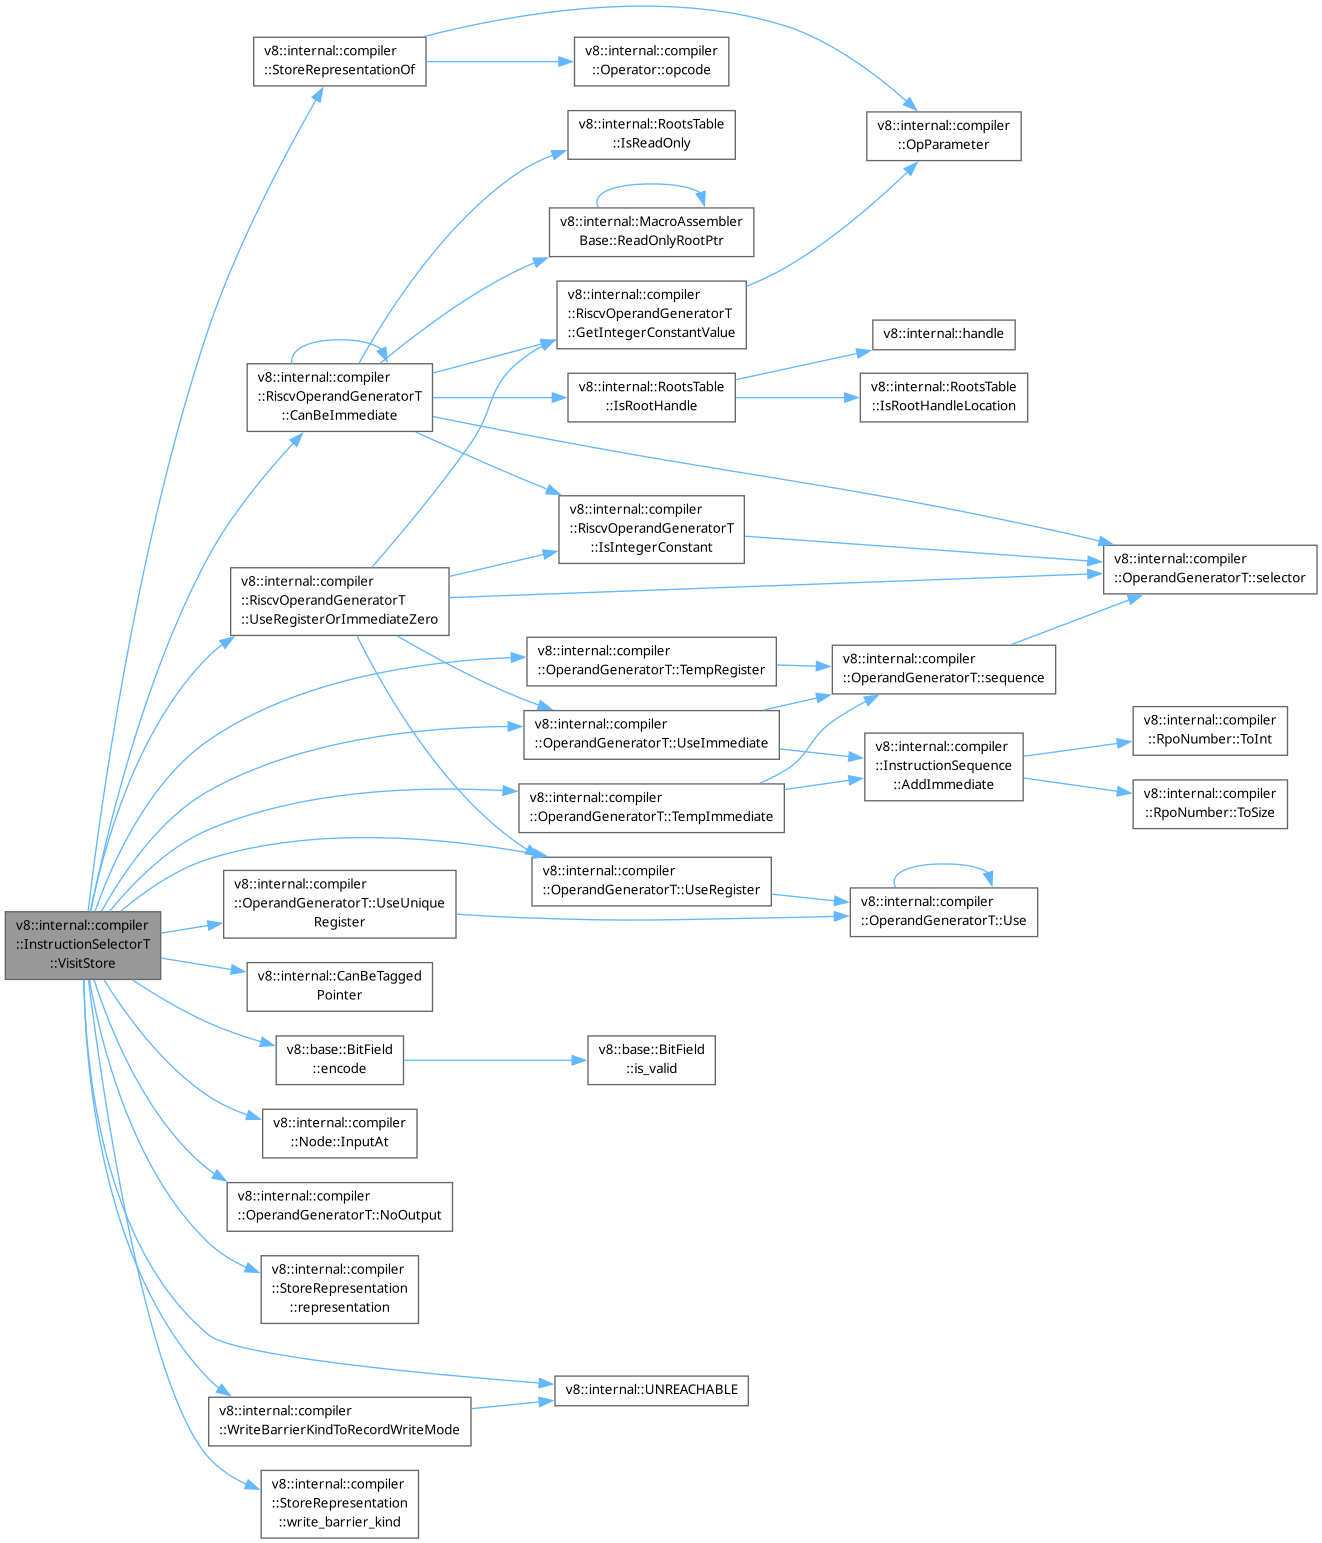 v8::internal::compiler
::StoreRepresentationOf
v8::internal::compiler
::Operator::opcode
v8::internal::RootsTable
::IsReadOnly
v8::internal::compiler
::OpParameter
v8::internal::MacroAssembler
Base::ReadOnlyRootPtr
v8::internal::compiler
::RiscvOperandGeneratorT
::GetIntegerConstantValue
v8::internal::handle
v8::internal::compiler
::RiscvOperandGeneratorT
::CanBeImmediate
v8::internal::RootsTable
::IsRootHandle
v8::internal::RootsTable
::IsRootHandleLocation
v8::internal::compiler
::RiscvOperandGeneratorT
::IsIntegerConstant
v8::internal::compiler
::OperandGeneratorT::selector
v8::internal::compiler
::RiscvOperandGeneratorT
::UseRegisterOrImmediateZero
v8::internal::compiler
::OperandGeneratorT::TempRegister
v8::internal::compiler
::OperandGeneratorT::sequence
v8::internal::compiler
::OperandGeneratorT::UseImmediate
v8::internal::compiler
::InstructionSequence
::AddImmediate
v8::internal::compiler
::RpoNumber::ToInt
v8::internal::compiler
::OperandGeneratorT::TempImmediate
v8::internal::compiler
::RpoNumber::ToSize
v8::internal::compiler
::OperandGeneratorT::UseRegister
v8::internal::compiler
::OperandGeneratorT::UseUnique
Register
v8::internal::compiler
::OperandGeneratorT::Use
v8::internal::compiler
::InstructionSelectorT
::VisitStore
v8::internal::CanBeTagged
Pointer
v8::base::BitField
::encode
v8::base::BitField
::is_valid
v8::internal::compiler
::Node::InputAt
v8::internal::compiler
::OperandGeneratorT::NoOutput
v8::internal::compiler
::StoreRepresentation
::representation
v8::internal::UNREACHABLE
v8::internal::compiler
::WriteBarrierKindToRecordWriteMode
v8::internal::compiler
::StoreRepresentation
::write_barrier_kind